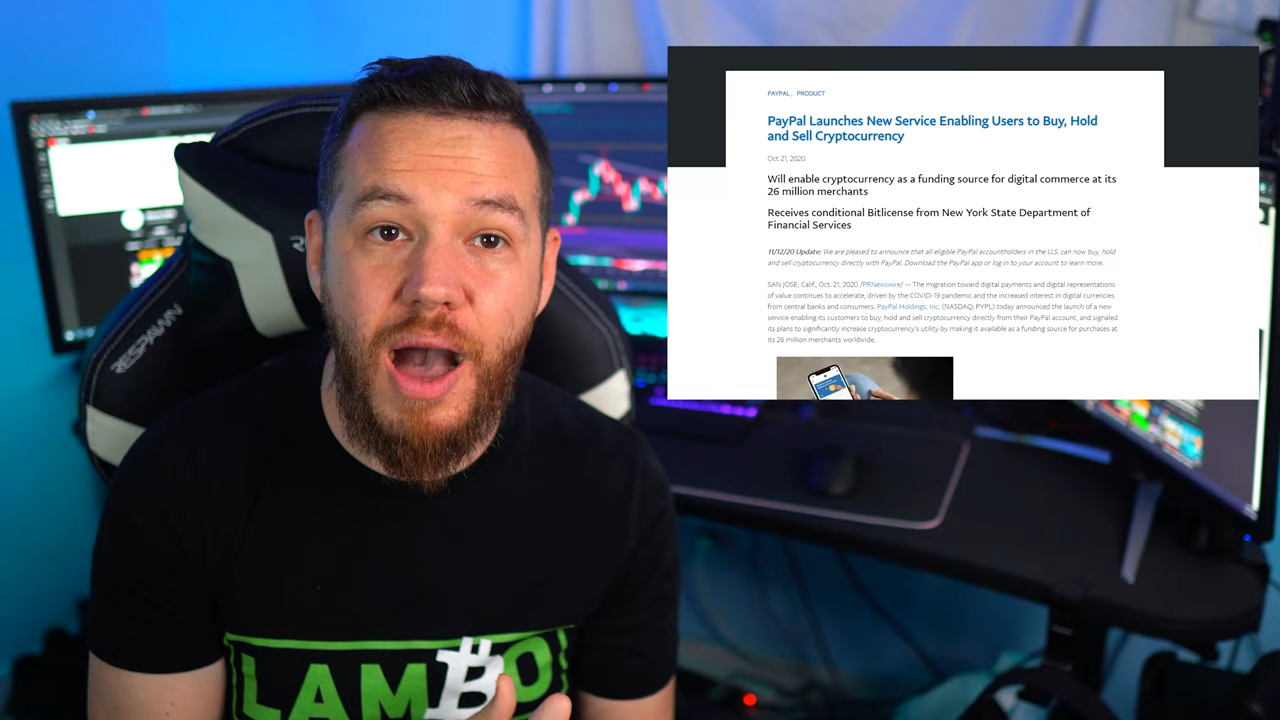 PAYPAL, PRODUCT
PayPal Launches New Service Enabling Users to Buy, Hold
and Sell Cryptocurrency
Oct 21, 2020
Will enable cryptocurrency as a funding source for digital commerce at its
26 million merchants
Receives conditional Bitlicense from New York State Department of
Financial Services
11/12/20 Update: We are pleased to announce that all eligible PayPal accountholders in the U.S. can now buy, hold
and sell cryptocurrency directly with PayPal. Download the PayPal app or log in to your account to learn more.
SAN JOSE, Calif., Oct. 21, 2020 /PRNewswire/ -- The migration toward digital payments and digital representations
of value continues to accelerate, driven by the COVID-19 pandemic and the increased interest in digital currencies
from central banks and consumers. PayPal Holdings, Inc. (NASDAQ: PYPL) today announced the launch of a new
service enabling its customers to buy, hold and sell cryptocurrency directly from their PayPal account, and signaled
its plans to significantly increase cryptocurrency's utility by making it available as a funding source for purchases at
its 26 million merchants worldwide.
RESPAWN
LAM₿O